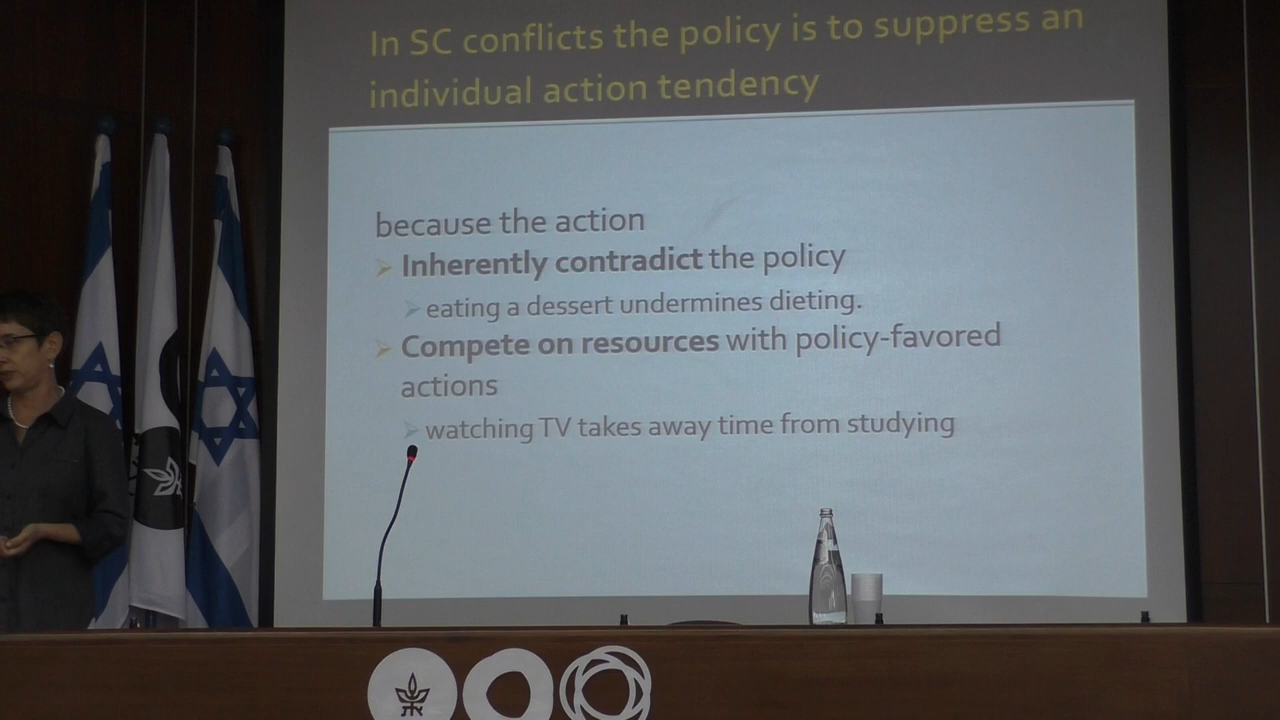 In SC conflicts the policy is to suppress an
individual action tendency
because the action
Inherently contradict the policy
eating a dessert undermines dieting.
Compete on resources with policy-favored
actions
watching TV takes away time from studying